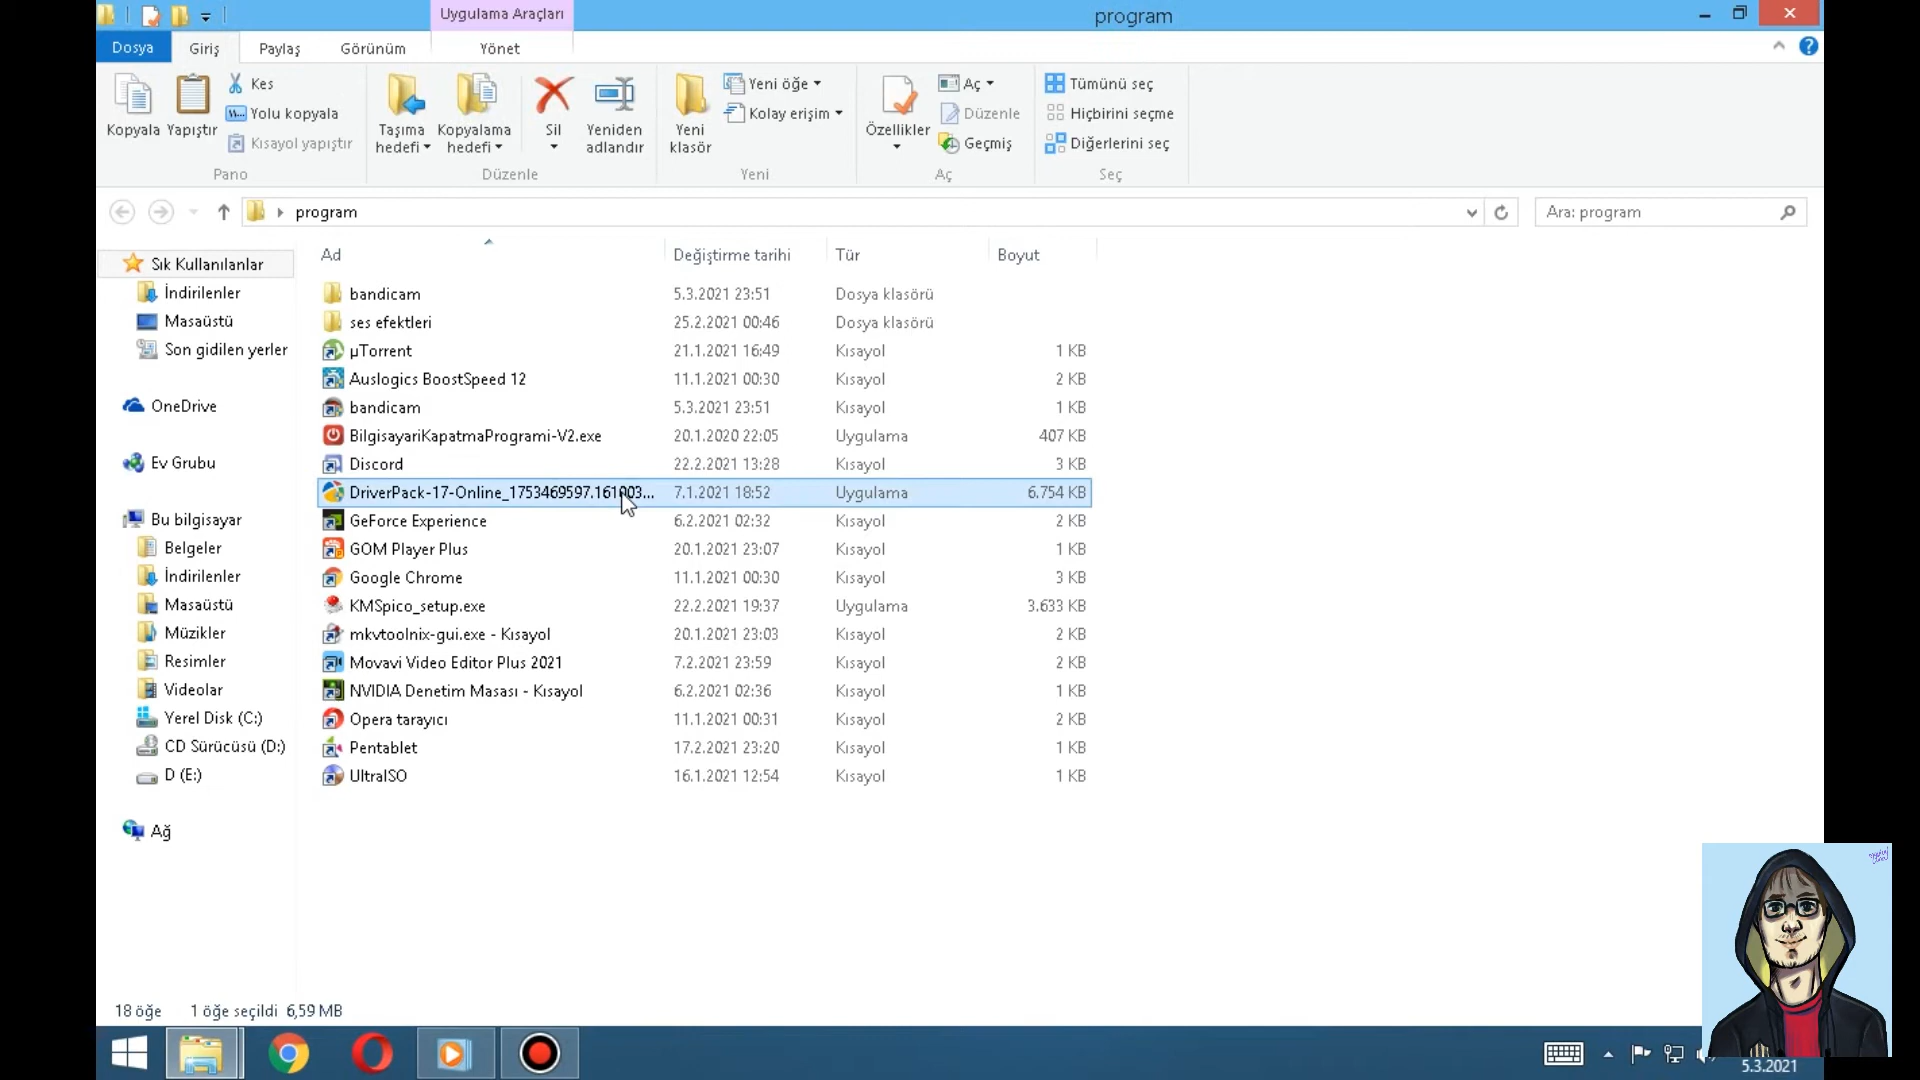 Uygulama Araçları
program
Dosya
Giriş
Paylaş
Görünüm
Yönet
Kopyala
Yapıştır
Kes
Yolu kopyala
Kısayol yapıştır
Pano
Taşıma hedefi
Kopyalama hedefi
Sil
Yeniden adlandır
Düzenle
Yeni klasör
Yeni öğe
Kolay erişim
Yeni
Özellikler
Aç
Düzenle
Geçmiş
Aç
Tümünü seç
Hiçbirini seçme
Diğerlerini seç
Seç
program
Ara: program
Sık Kullanılanlar
İndirilenler
Masaüstü
Son gidilen yerler
OneDrive
Ev Grubu
Bu bilgisayar
Belgeler
İndirilenler
Masaüstü
Müzikler
Resimler
Videolar
Yerel Disk (C:)
CD Sürücüsü (D:)
D (E:)
Ağ
Ad Değiştirme tarihi Tür Boyut
bandicam 5.3.2021 23:51 Dosya klasörü
ses efektleri 25.2.2021 00:46 Dosya klasörü
µTorrent 21.1.2021 16:49 Kısayol 1 KB
Auslogics BoostSpeed 12 11.1.2021 00:30 Kısayol 2 KB
bandicam 5.3.2021 23:51 Kısayol 1 KB
BilgisayariKapatmaProgrami-V2.exe 20.1.2020 22:05 Uygulama 407 KB
Discord 22.2.2021 13:28 Kısayol 3 KB
DriverPack-17-Online_1753469597.161003... 7.1.2021 18:52 Uygulama 6.754 KB
GeForce Experience 6.2.2021 02:32 Kısayol 2 KB
GOM Player Plus 20.1.2021 23:07 Kısayol 1 KB
Google Chrome 11.1.2021 00:30 Kısayol 3 KB
KMSpico_setup.exe 22.2.2021 19:37 Uygulama 3.633 KB
mkvtoolnix-gui.exe - Kısayol 20.1.2021 23:03 Kısayol 2 KB
Movavi Video Editor Plus 2021 7.2.2021 23:59 Kısayol 2 KB
NVIDIA Denetim Masası - Kısayol 6.2.2021 02:36 Kısayol 1 KB
Opera tarayıcı 11.1.2021 00:31 Kısayol 2 KB
Pentablet 17.2.2021 23:20 Kısayol 1 KB
UltraISO 16.1.2021 12:54 Kısayol 1 KB
18 öğe 1 öğe seçildi 6,59 MB
5.3.2021